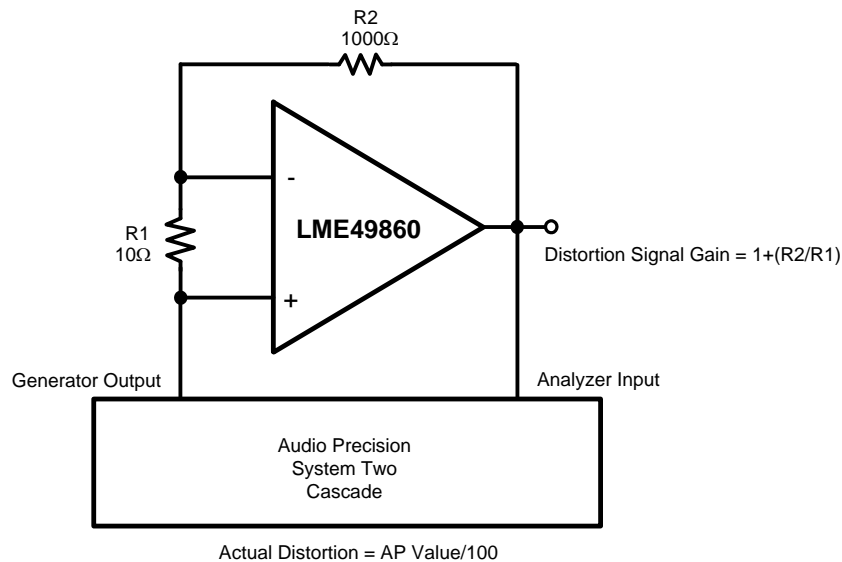 R2
1000Ω
-
R1
10Ω
LME49860
+
Distortion Signal Gain = 1+(R2/R1)
Generator Output
Analyzer Input
Audio Precision
System Two
Cascade
Actual Distortion = AP Value/100